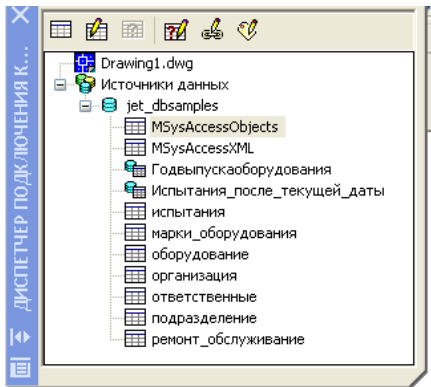 ДИСПЕТЧЕР ПОДКЛЮЧЕНИЯ К...
Drawing1.dwg
Источники данных
jet_dbsamples
MSysAccessObjects
MSysAccessXML
Годвыпускаоборудования
Испытания_после_текущей_даты
испытания
марки_оборудования
оборудование
организация
ответственные
подразделение
ремонт_обслуживание